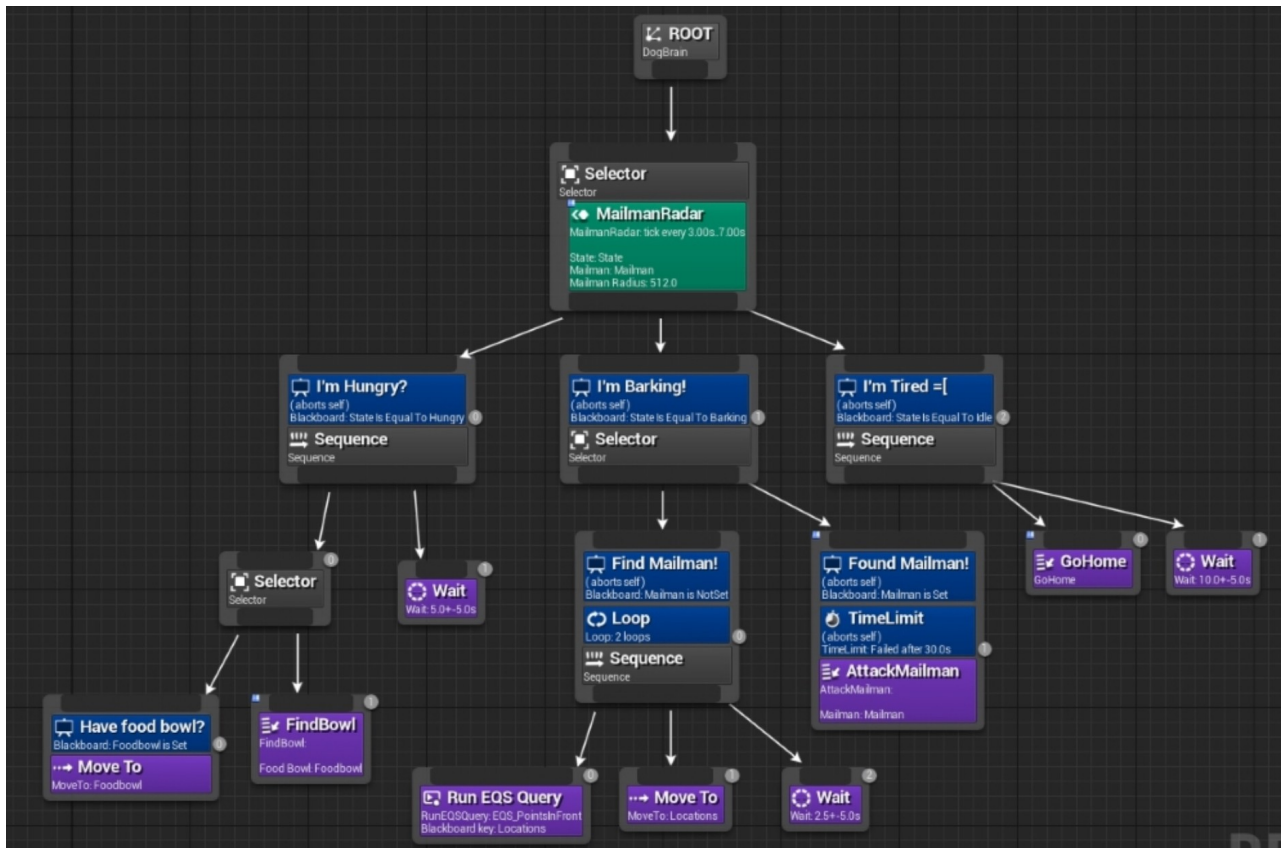 ROOT
DogBrain
Selector
Selector
MailmanRadar
MailmanRadar: tick every 3.00s..7.00s
State: State
Mailman: Mailman
Mailman Radius: 512.0
I'm Hungry?
( aborts self )
Blackboard: State Is Equal To Hungry
0
Sequence
Sequence
I'm Barking!
( aborts self )
Blackboard: State Is Equal To Barking
1
Selector
Selector
I'm Tired =[
( aborts self )
Blackboard: State Is Equal To Idle
2
Sequence
Sequence
0
Selector
Selector
1
Wait
Wait: 5.0+-5.0s
Find Mailman!
( aborts self )
Blackboard: Mailman is NotSet
Loop
Loop: 2 loops
0
Sequence
Sequence
Found Mailman!
( aborts self )
Blackboard: Mailman is Set
TimeLimit
( aborts self )
TimeLimit: Failed after 30.0s
1
AttackMailman
AttackMailman:
Mailman: Mailman
0
GoHome
GoHome
1
Wait
Wait: 10.0+-5.0s
Have food bowl?
Blackboard: Foodbowl is Set
0
Move To
MoveTo: Foodbowl
1
FindBowl
FindBowl:
Food Bowl: Foodbowl
0
Run EQS Query
RunEQSQuery: EQS_PointsInFront
Blackboard key: Locations
1
Move To
MoveTo: Locations
2
Wait
Wait: 2.5+-5.0s